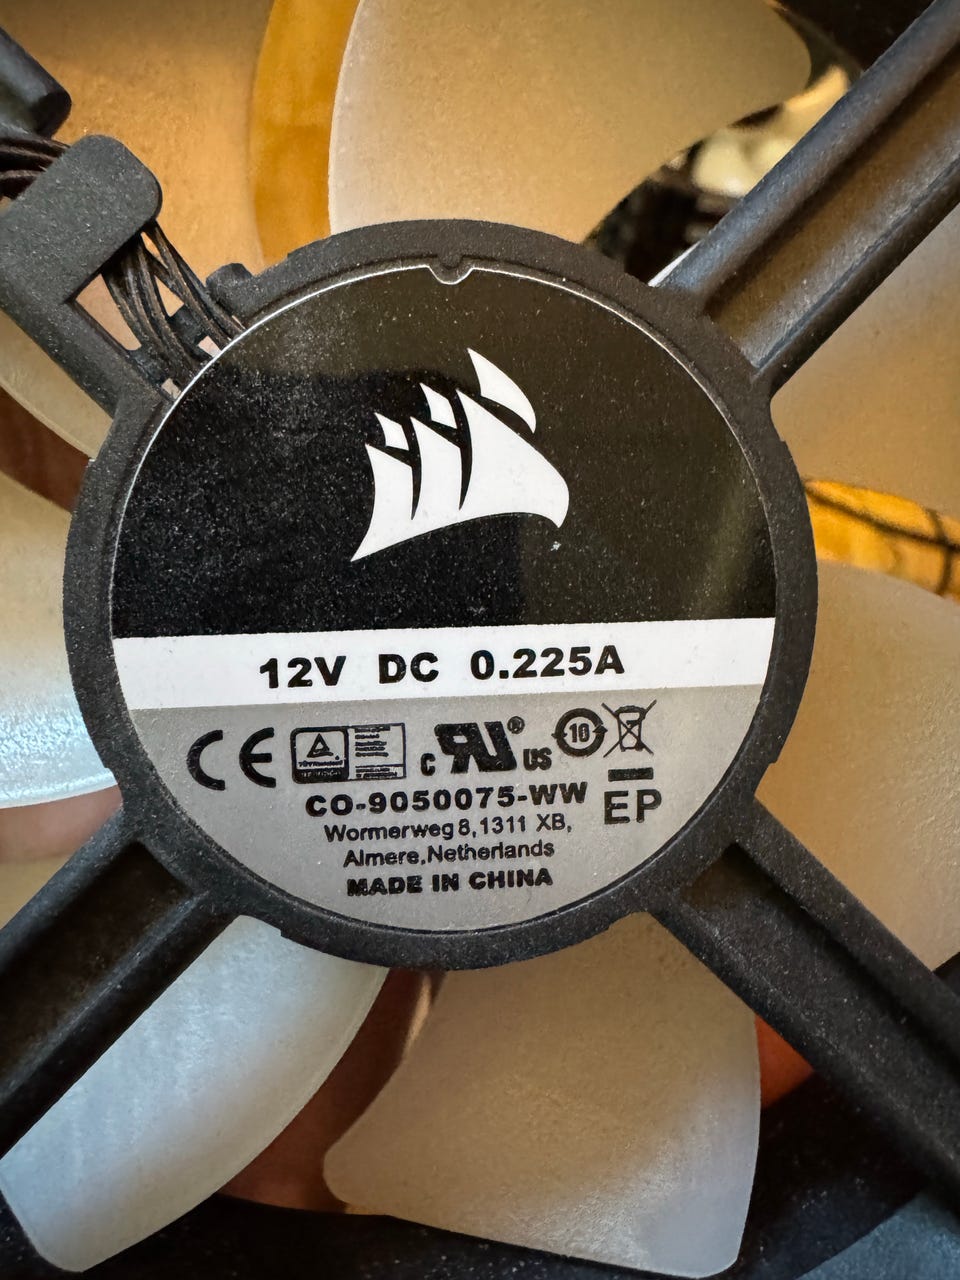 12V DC 0.225A
CE c RU® US 10
CO-9050075-WW EP
Wormerweg 8, 1311 XB,
Almere,Netherlands
MADE IN CHINA